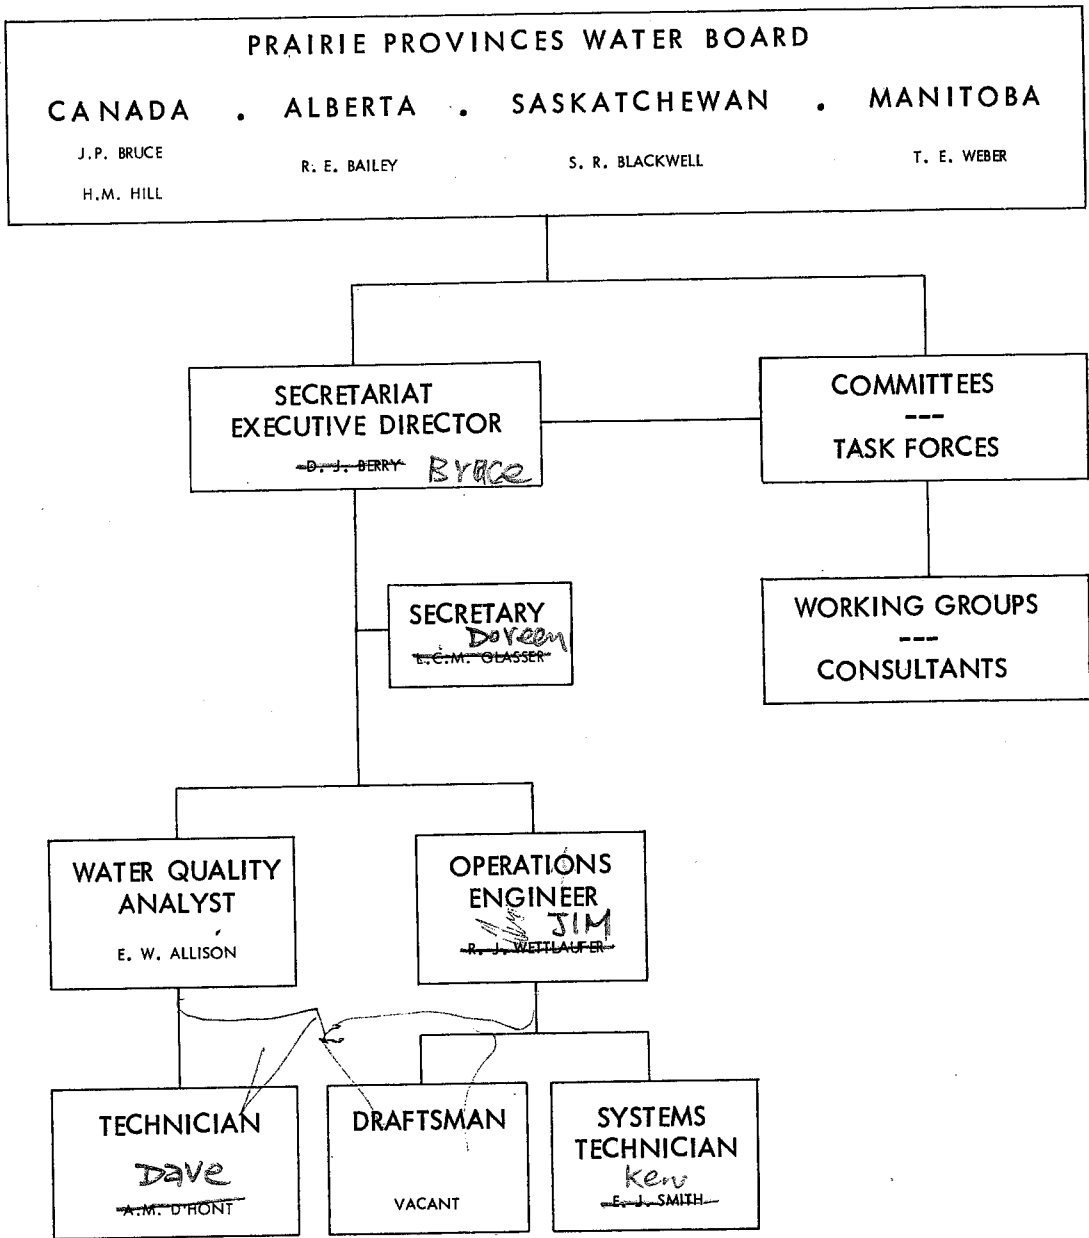 PRAIRIE PROVINCES WATER BOARD
CANADA . ALBERTA . SASKATCHEWAN . MANITOBA
J.P. BRUCE
H.M. HILL
R. E. BAILEY
S. R. BLACKWELL
T. E. WEBER
SECRETARIAT
EXECUTIVE DIRECTOR
D. J. BERRY Bruce
COMMITTEES
---
TASK FORCES
SECRETARY
Doreen
L.C.M. GLASSER
WORKING GROUPS
---
CONSULTANTS
WATER QUALITY
ANALYST
E. W. ALLISON
OPERATIONS
ENGINEER
JIM
R. J. WETTLAUFER
TECHNICIAN
Dave
A.M. D'HONT
DRAFTSMAN
VACANT
SYSTEMS
TECHNICIAN
Ken
E. J. SMITH